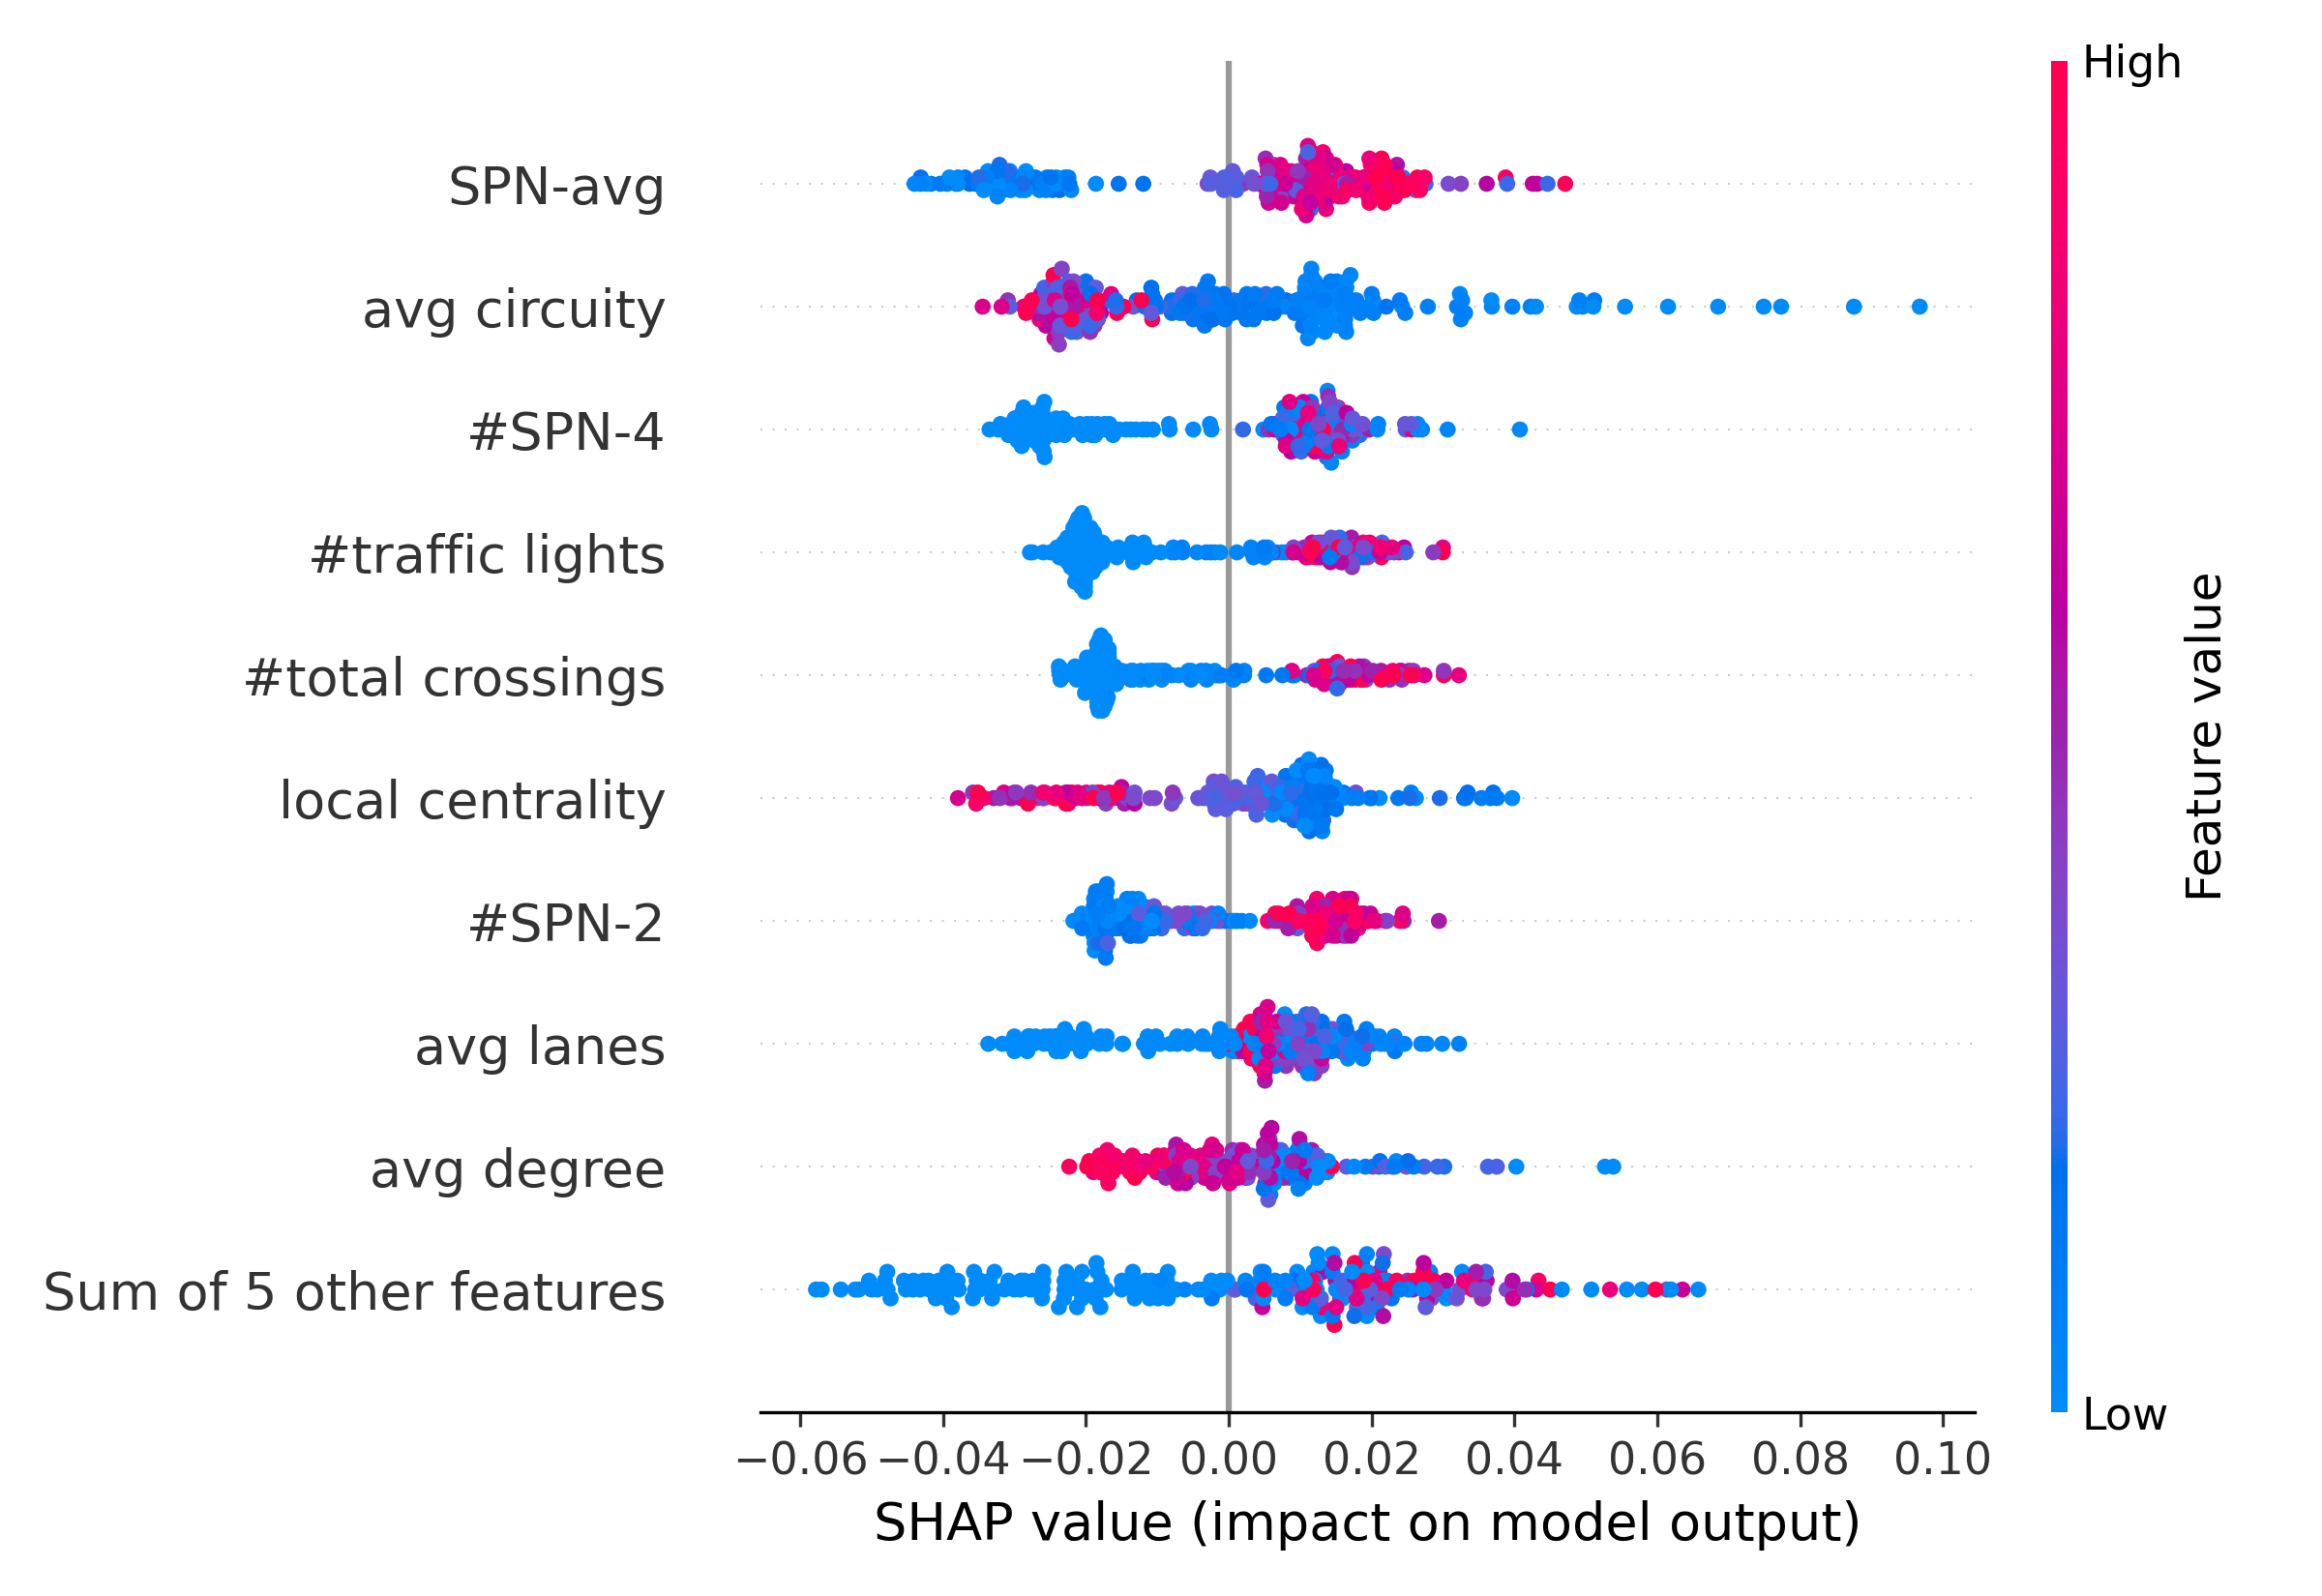 High
SPN-avg
avg circuity
#SPN-4
#traffic lights
#total crossings
local centrality
#SPN-2
avg lanes
avg degree
Sum of 5 other features
Feature value
Low
−0.06 −0.04 −0.02 0.00 0.02 0.04 0.06 0.08 0.10
SHAP value (impact on model output)